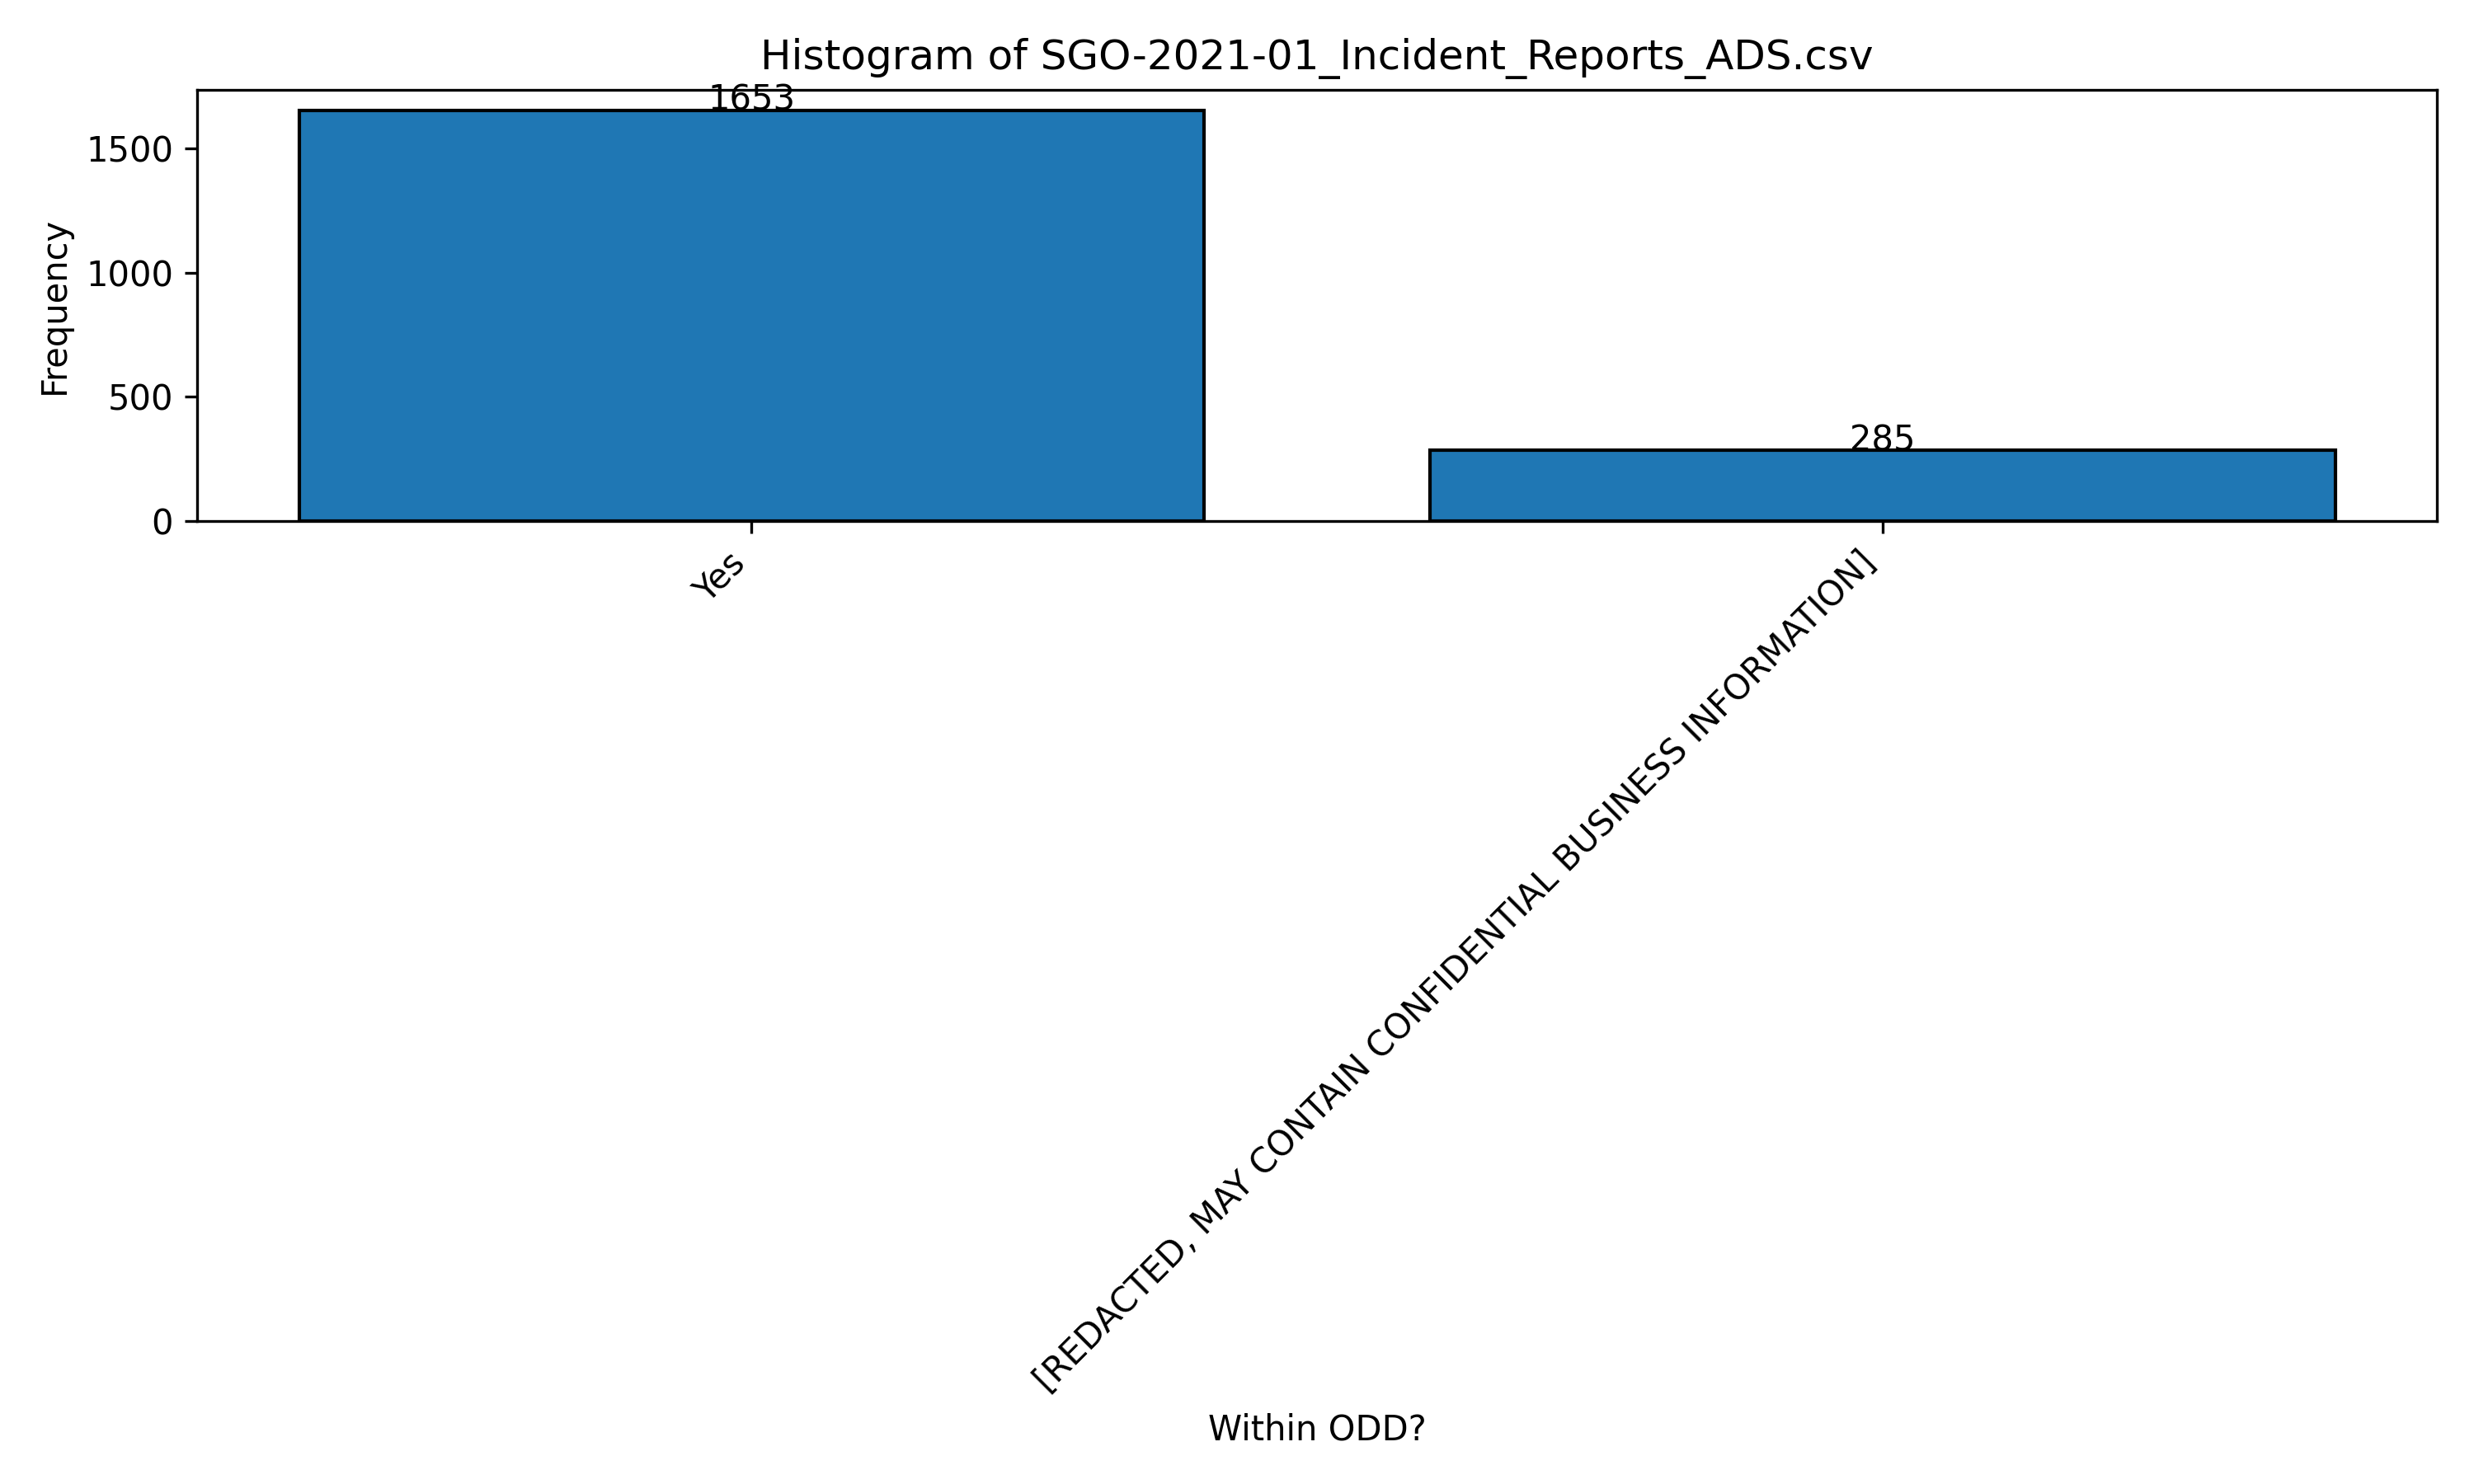 Histogram of SGO-2021-01_Incident_Reports_ADS.csv
1653
1500
1000
500
0
Frequency
285
Yes
[REDACTED, MAY CONTAIN CONFIDENTIAL BUSINESS INFORMATION]
Within ODD?